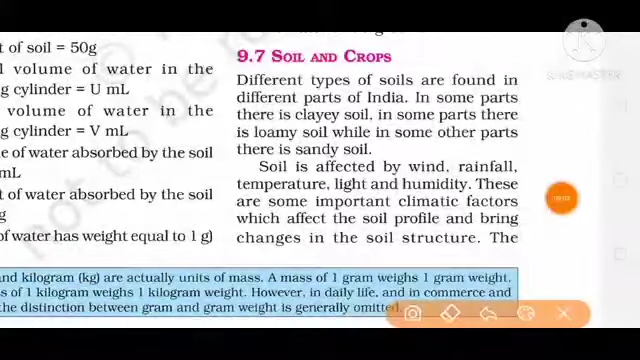 t of soil = 50g
l volume of water in the
g cylinder = U mL
volume of water in the
g cylinder = V mL
e of water absorbed by the soil
mL
t of water absorbed by the soil
g
of water has weight equal to 1 g)
9.7 SOIL AND CROPS
Different types of soils are found in
different parts of India. In some parts
there is clayey soil, in some parts there
is loamy soil while in some other parts
there is sandy soil.
Soil is affected by wind, rainfall,
temperature, light and humidity. These
are some important climatic factors
which affect the soil profile and bring
changes in the soil structure. The
and kilogram (kg) are actually units of mass. A mass of 1 gram weighs 1 gram weight.
s of 1 kilogram weighs 1 kilogram weight. However, in daily life, and in commerce and
the distinction between gram and gram weight is generally omitted.
not to be
KINEMASTER